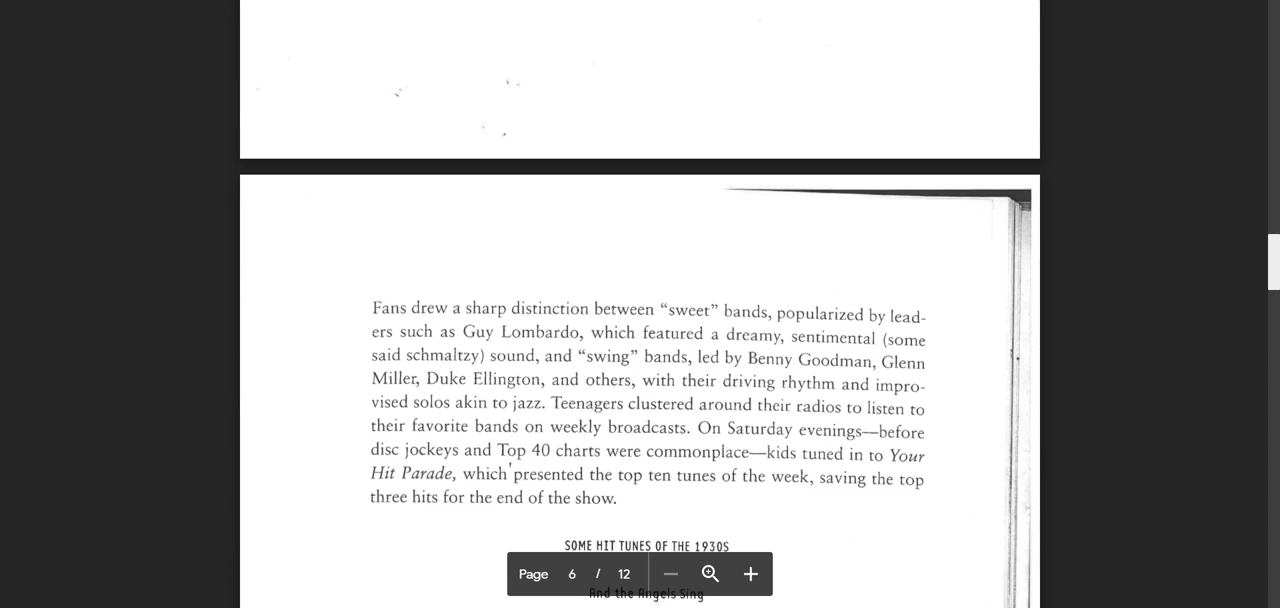 Fans drew a sharp distinction between “sweet” bands, popularized by lead-
ers such as Guy Lombardo, which featured a dreamy, sentimental (some
said schmaltzy) sound, and “swing” bands, led by Benny Goodman, Glenn
Miller, Duke Ellington, and others, with their driving rhythm and impro-
vised solos akin to jazz. Teenagers clustered around their radios to listen to
their favorite bands on weekly broadcasts. On Saturday evenings—before
disc jockeys and Top 40 charts were commonplace—kids tuned in to Your
Hit Parade, which presented the top ten tunes of the week, saving the top
three hits for the end of the show.
SOME HIT TUNES OF THE 1930S
Page 6 / 12
And the Angels Sing